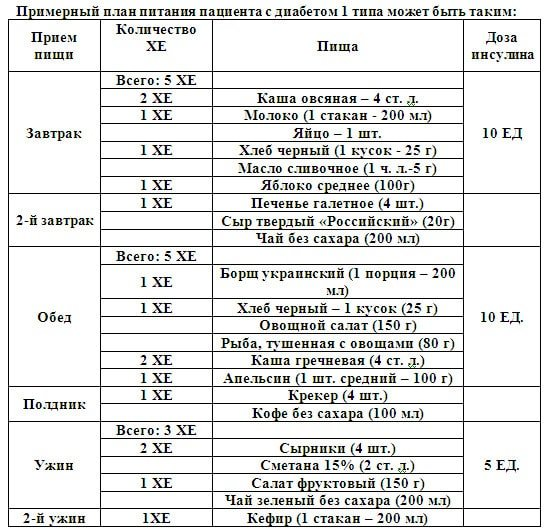 Примерный план питания пациента с диабетом 1 типа может быть таким:
Прием пищи Количество ХЕ Пища Доза инсулина
Завтрак Всего: 5 ХЕ 10 ЕД
2 ХЕ Каша овсяная – 4 ст. л.
1 ХЕ Молоко (1 стакан - 200 мл)
Яйцо – 1 шт.
1 ХЕ Хлеб черный (1 кусок - 25 г)
Масло сливочное (1 ч. л.-5 г)
1 ХЕ Яблоко среднее (100г)
2-й завтрак 1 ХЕ Печенье галетное (4 шт.)
Сыр твердый «Российский» (20г)
Чай без сахара (200 мл)
Обед Всего: 5 ХЕ 10 ЕД.
1 ХЕ Борщ украинский (1 порция – 200 мл)
1 ХЕ Хлеб черный – 1 кусок (25 г)
Овощной салат (150 г)
Рыба, тушенная с овощами (80 г)
2 ХЕ Каша гречневая (4 ст. л.)
1 ХЕ Апельсин (1 шт. средний – 100 г)
Полдник 1 ХЕ Крекер (4 шт.)
Кофе без сахара (100 мл)
Ужин Всего: 3 ХЕ 5 ЕД.
2 ХЕ Сырники (4 шт.)
Сметана 15% (2 ст. л.)
1 ХЕ Салат фруктовый (150 г)
Чай зеленый без сахара (200 мл)
2-й ужин 1ХЕ Кефир (1 стакан – 200 мл)